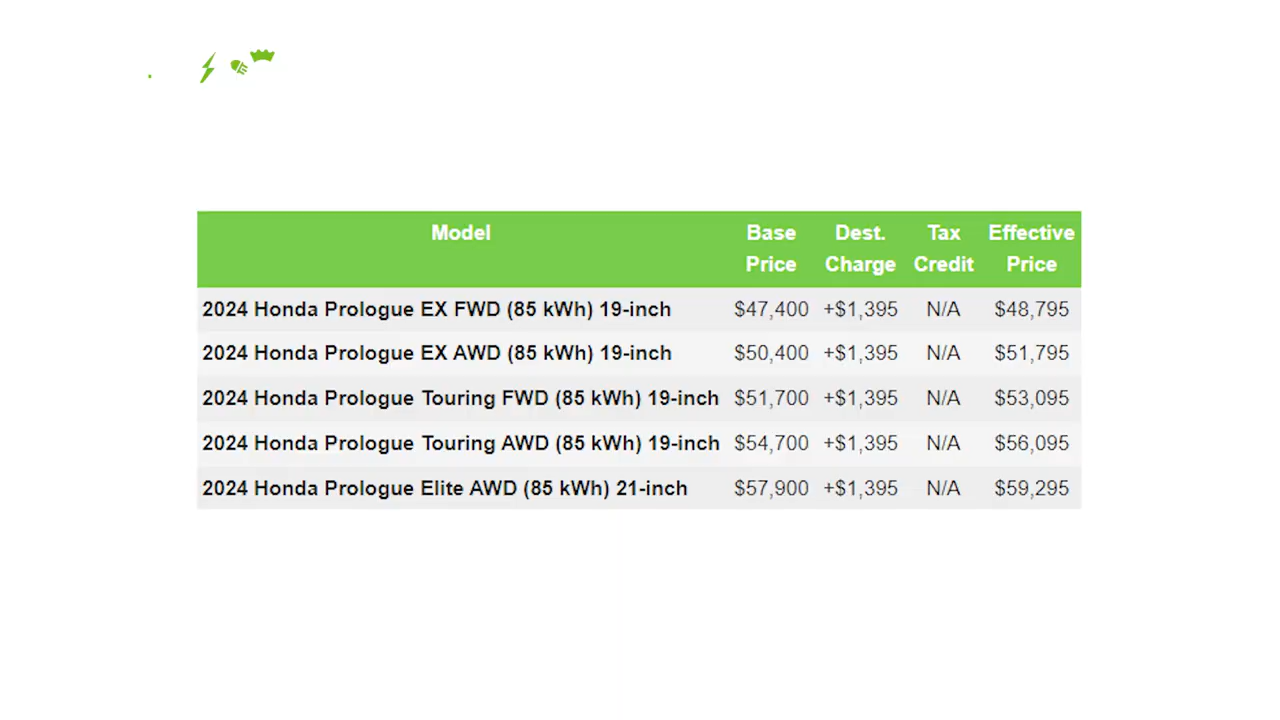 Model Base Dest. Tax Effective
Price Charge Credit Price
2024 Honda Prologue EX FWD (85 kWh) 19-inch $47,400 +$1,395 N/A $48,795
2024 Honda Prologue EX AWD (85 kWh) 19-inch $50,400 +$1,395 N/A $51,795
2024 Honda Prologue Touring FWD (85 kWh) 19-inch $51,700 +$1,395 N/A $53,095
2024 Honda Prologue Touring AWD (85 kWh) 19-inch $54,700 +$1,395 N/A $56,095
2024 Honda Prologue Elite AWD (85 kWh) 21-inch $57,900 +$1,395 N/A $59,295